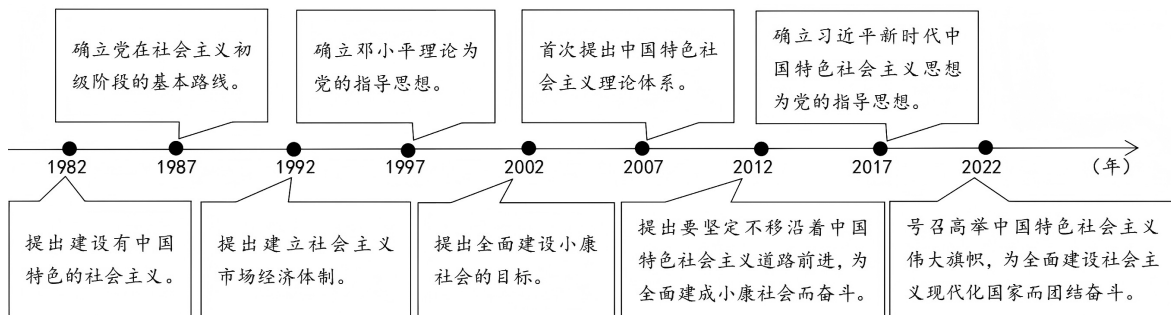 确立党在社会主义初
级阶段的基本路线。
确立邓小平理论为
党的指导思想。
首次提出中国特色社
会主义理论体系。
确立习近平新时代中
国特色社会主义思想
为党的指导思想。
1982
1987
1992
1997
2002
2007
2012
2017
2022
(年)
提出建设有中国
特色的社会主义。
提出建立社会主义
市场经济体制。
提出全面建设小康
社会的目标。
提出要坚定不移沿着中国
特色社会主义道路前进，为
全面建成小康社会而奋斗。
号召高举中国特色社会主义
伟大旗帜，为全面建设社会主
义现代化国家而团结奋斗。